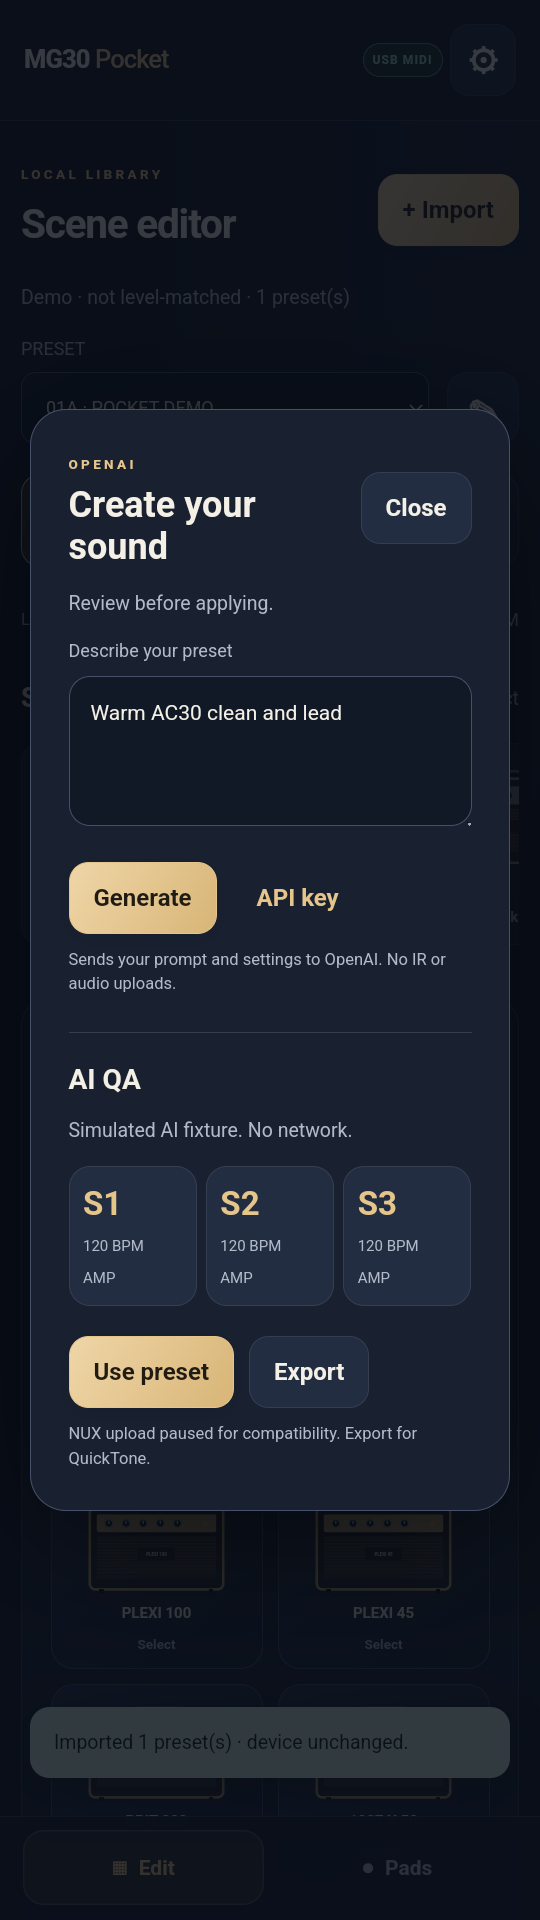 MG30 Pocket
USB MIDI
LOCAL LIBRARY
Scene editor
+ Import
Demo · not level-matched · 1 preset(s)
PRESET
01A · POCKET DEMO
OPENAI
Create your
sound
Close
Review before applying.
Describe your preset
Warm AC30 clean and lead
Generate
API key
Sends your prompt and settings to OpenAI. No IR or
audio uploads.
AI QA
Simulated AI fixture. No network.
S1
120 BPM
AMP
S2
120 BPM
AMP
S3
120 BPM
AMP
Use preset
Export
NUX upload paused for compatibility. Export for
QuickTone.
PLEXI 100
Select
PLEXI 45
Select
Imported 1 preset(s) · device unchanged.
Edit
Pads